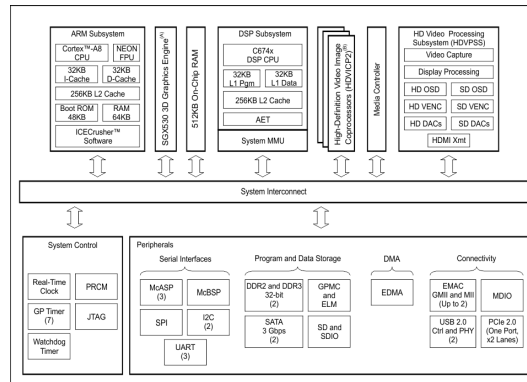 ARM Subsystem
Cortex™-A8
CPU
NEON
FPU
32KB
I-Cache
32KB
D-Cache
256KB L2 Cache
Boot ROM
48KB
RAM
64KB
ICECrusher™
Software
SGX530 3D Graphics Engine(A)
512KB On-Chip RAM
DSP Subsystem
C674x
DSP CPU
32KB
L1 Pgm
32KB
L1 Data
256KB L2 Cache
AET
System MMU
High-Definition Video Image
Coprocessors (HDVICP2)(B)
Media Controller
HD Video Processing
Subsystem (HDVPSS)
Video Capture
Display Processing
HD OSD
SD OSD
HD VENC
SD VENC
HD DACs
SD DACs
HDMI Xmt
System Interconnect
System Control
Real-Time
Clock
PRCM
GP Timer
(7)
JTAG
Watchdog
Timer
Peripherals
Serial Interfaces
McASP
(3)
McBSP
SPI
I2C
(2)
UART
(3)
Program and Data Storage
DDR2 and DDR3
32-bit
(2)
GPMC
and
ELM
SATA
3 Gbps
(2)
SD and
SDIO
DMA
EDMA
Connectivity
EMAC
GMII and MII
(Up to 2)
MDIO
USB 2.0
Ctrl and PHY
(2)
PCIe 2.0
(One Port,
x2 Lanes)